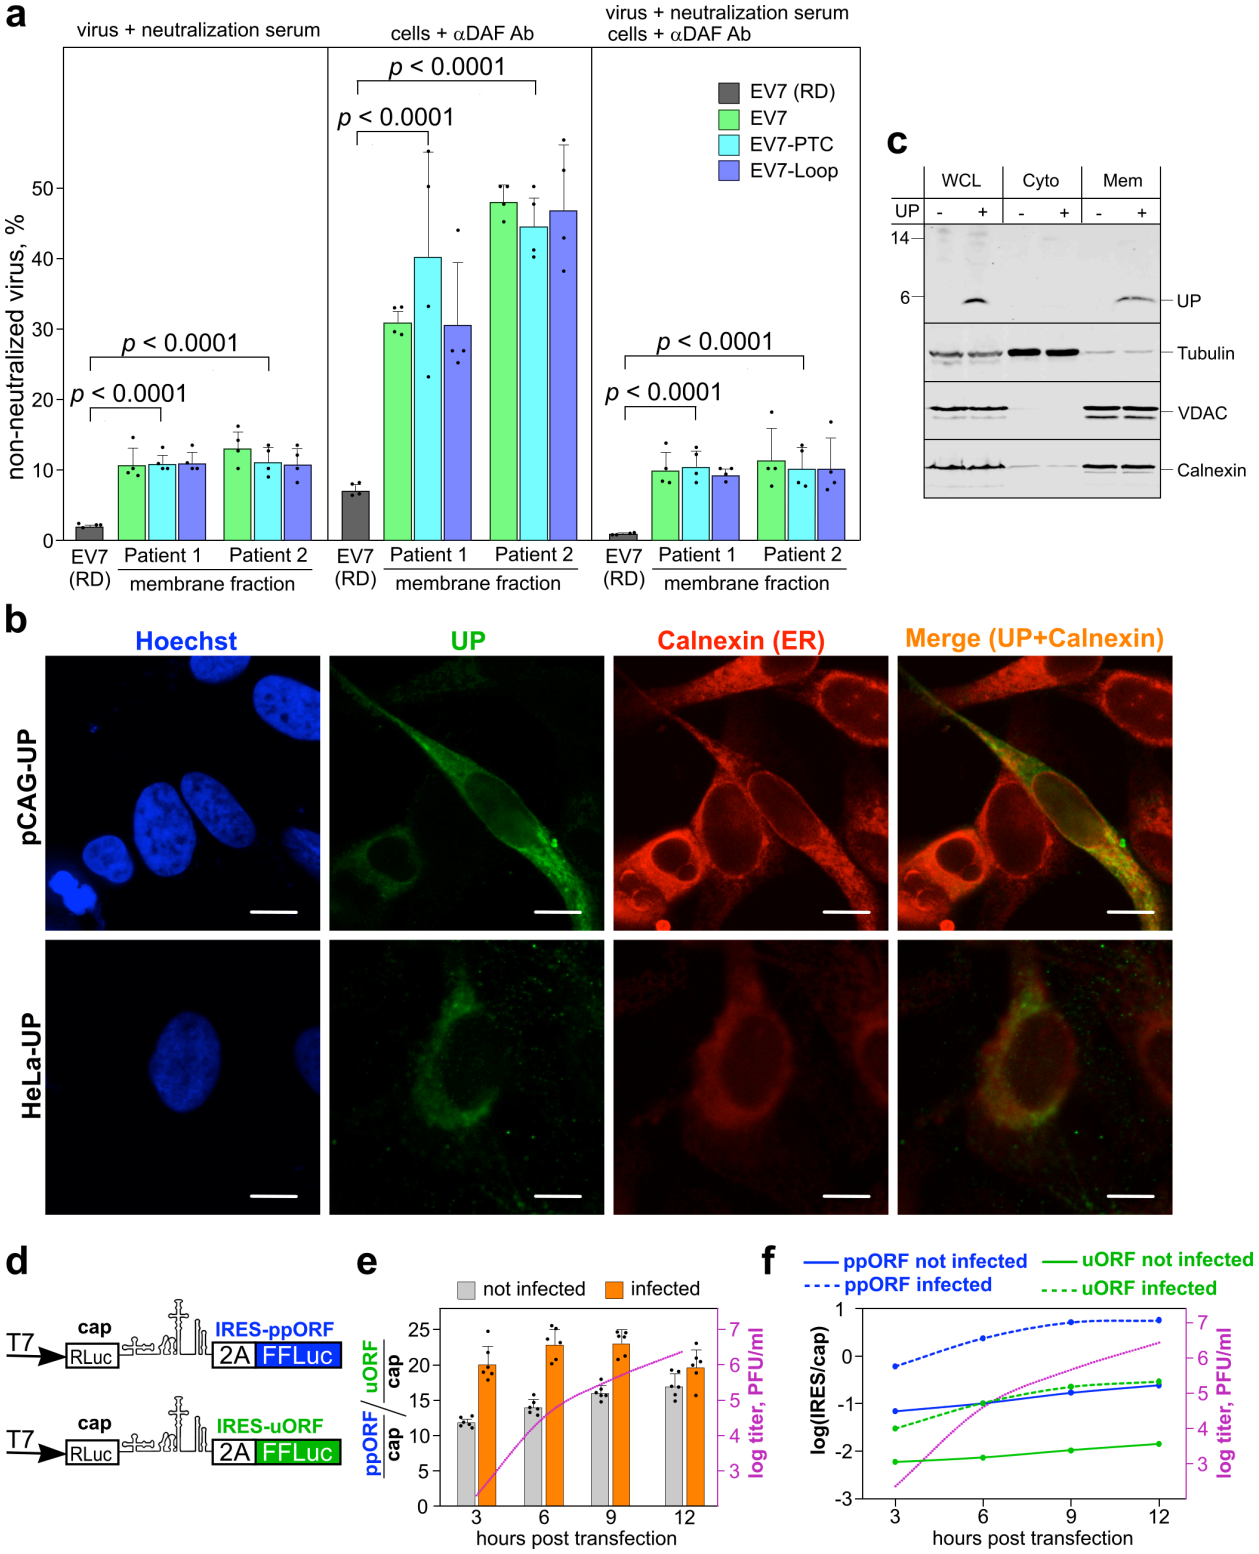 a
virus + neutralization serum
cells + αDAF Ab
virus + neutralization serum
cells + αDAF Ab
p < 0.0001
p < 0.0001
p < 0.0001
p < 0.0001
p < 0.0001
p < 0.0001
EV7 (RD)
EV7
EV7-PTC
EV7-Loop
non-neutralized virus, %
50
40
30
20
10
0
EV7 (RD)
Patient 1
Patient 2
membrane fraction
EV7 (RD)
Patient 1
Patient 2
membrane fraction
EV7 (RD)
Patient 1
Patient 2
membrane fraction
c
WCL Cyto Mem
UP - + - + - +
14
6
UP
Tubulin
VDAC
Calnexin
b
Hoechst UP Calnexin (ER) Merge (UP+Calnexin)
pCAG-UP
HeLa-UP
d
cap
T7 RLuc
IRES-ppORF
2A FFLuc
cap
T7 RLuc
IRES-uORF
2A FFLuc
e
not infected infected
ppORF/cap / uORF/cap
25
20
15
10
5
0
3 6 9 12
hours post transfection
7
6
5
4
3
log titer, PFU/ml
f
ppORF not infected uORF not infected
ppORF infected uORF infected
log(IRES/cap)
1
0
-1
-2
-3
3 6 9 12
hours post transfection
7
6
5
4
3
log titer, PFU/ml